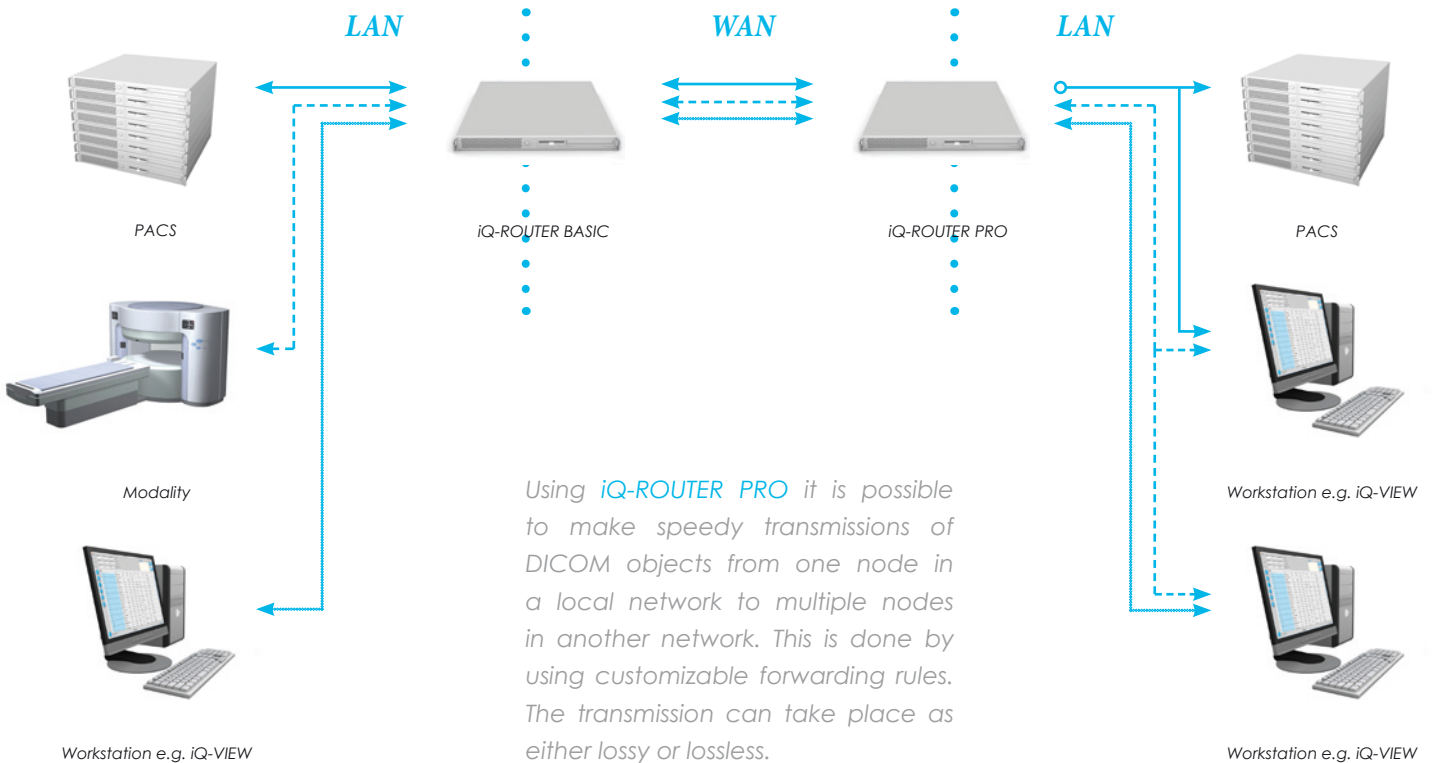 LAN
WAN
LAN
PACS
iQ-ROUTER BASIC
iQ-ROUTER PRO
PACS
Modality
Workstation e.g. iQ-VIEW
Using iQ-ROUTER PRO it is possible
to make speedy transmissions of
DICOM objects from one node in
a local network to multiple nodes
in another network. This is done by
using customizable forwarding rules.
The transmission can take place as
either lossy or lossless.
Workstation e.g. iQ-VIEW
Workstation e.g. iQ-VIEW